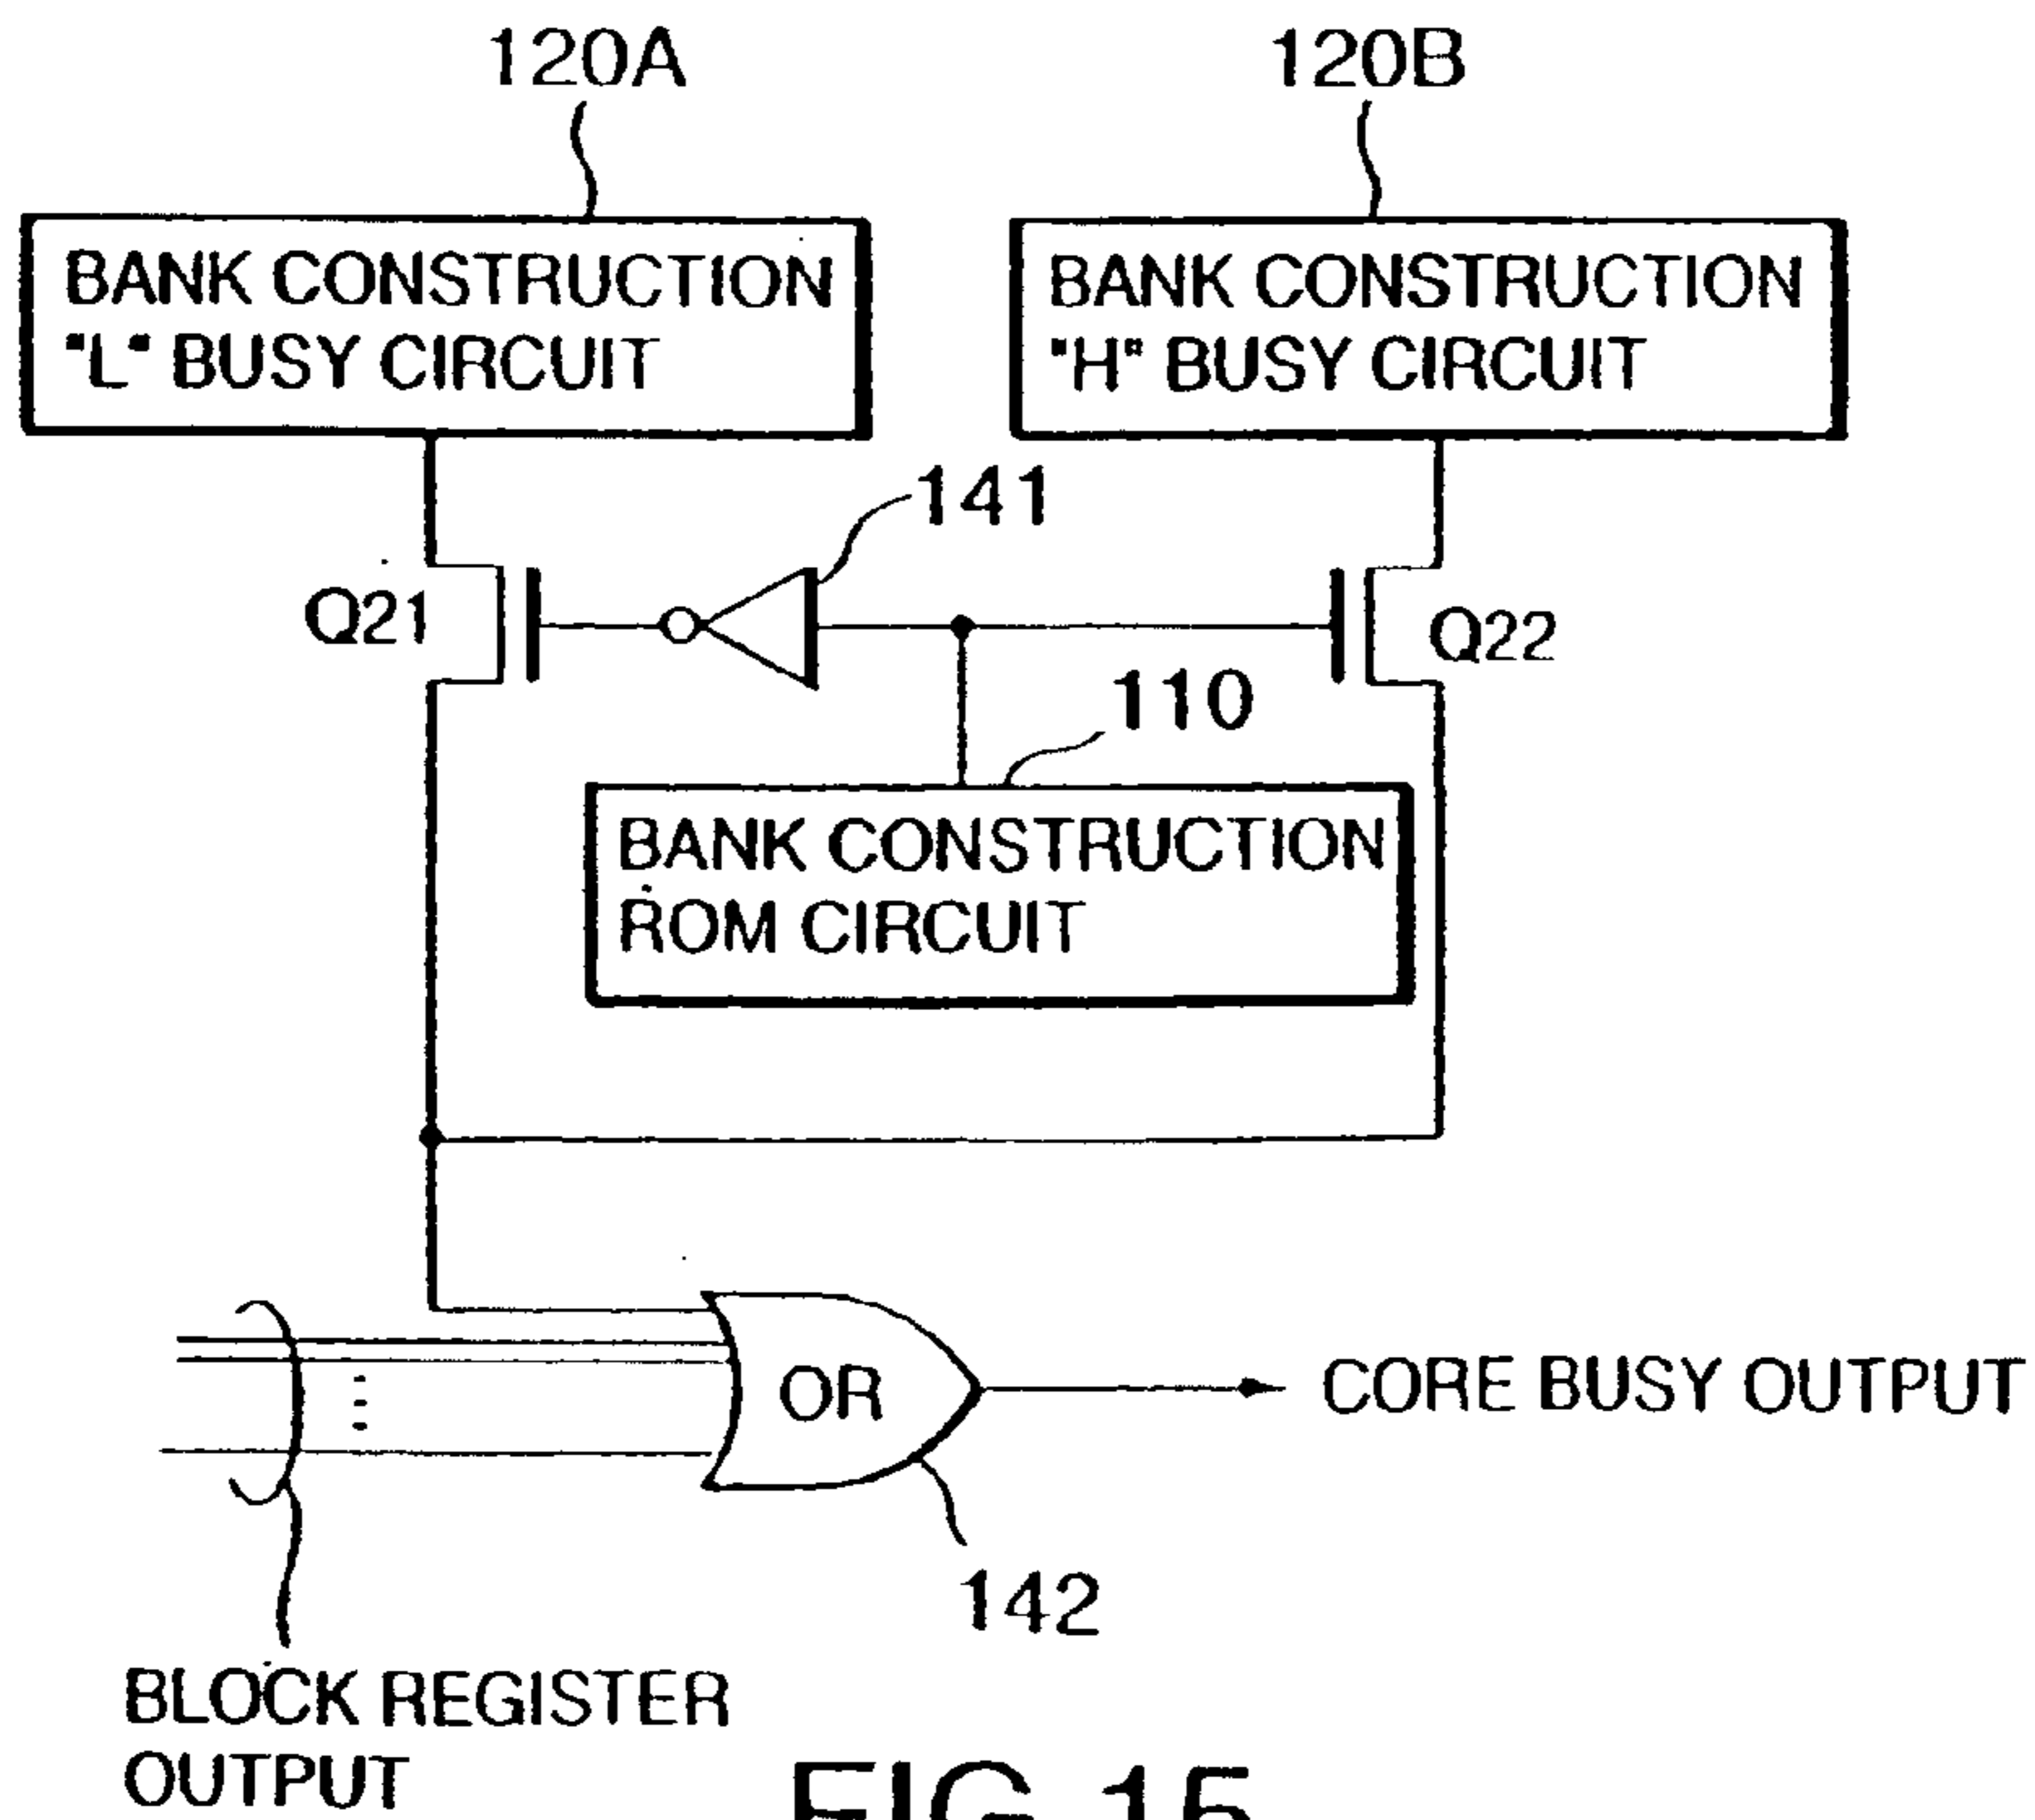 120A
120B
BANK CONSTRUCTION
"L" BUSY CIRCUIT
BANK CONSTRUCTION
"H" BUSY CIRCUIT
141
Q21
Q22
110
BANK CONSTRUCTION
ROM CIRCUIT
OR
CORE BUSY OUTPUT
142
BLOCK REGISTER
OUTPUT
FIG. 15